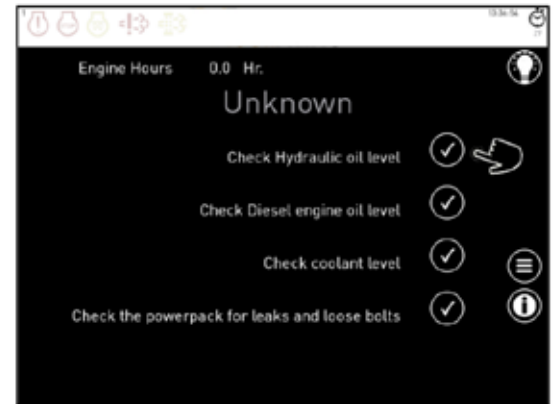 Engine Hours 0.0 Hr.
Unknown
Check Hydraulic oil level
Check Diesel engine oil level
Check coolant level
Check the powerpack for leaks and loose bolts